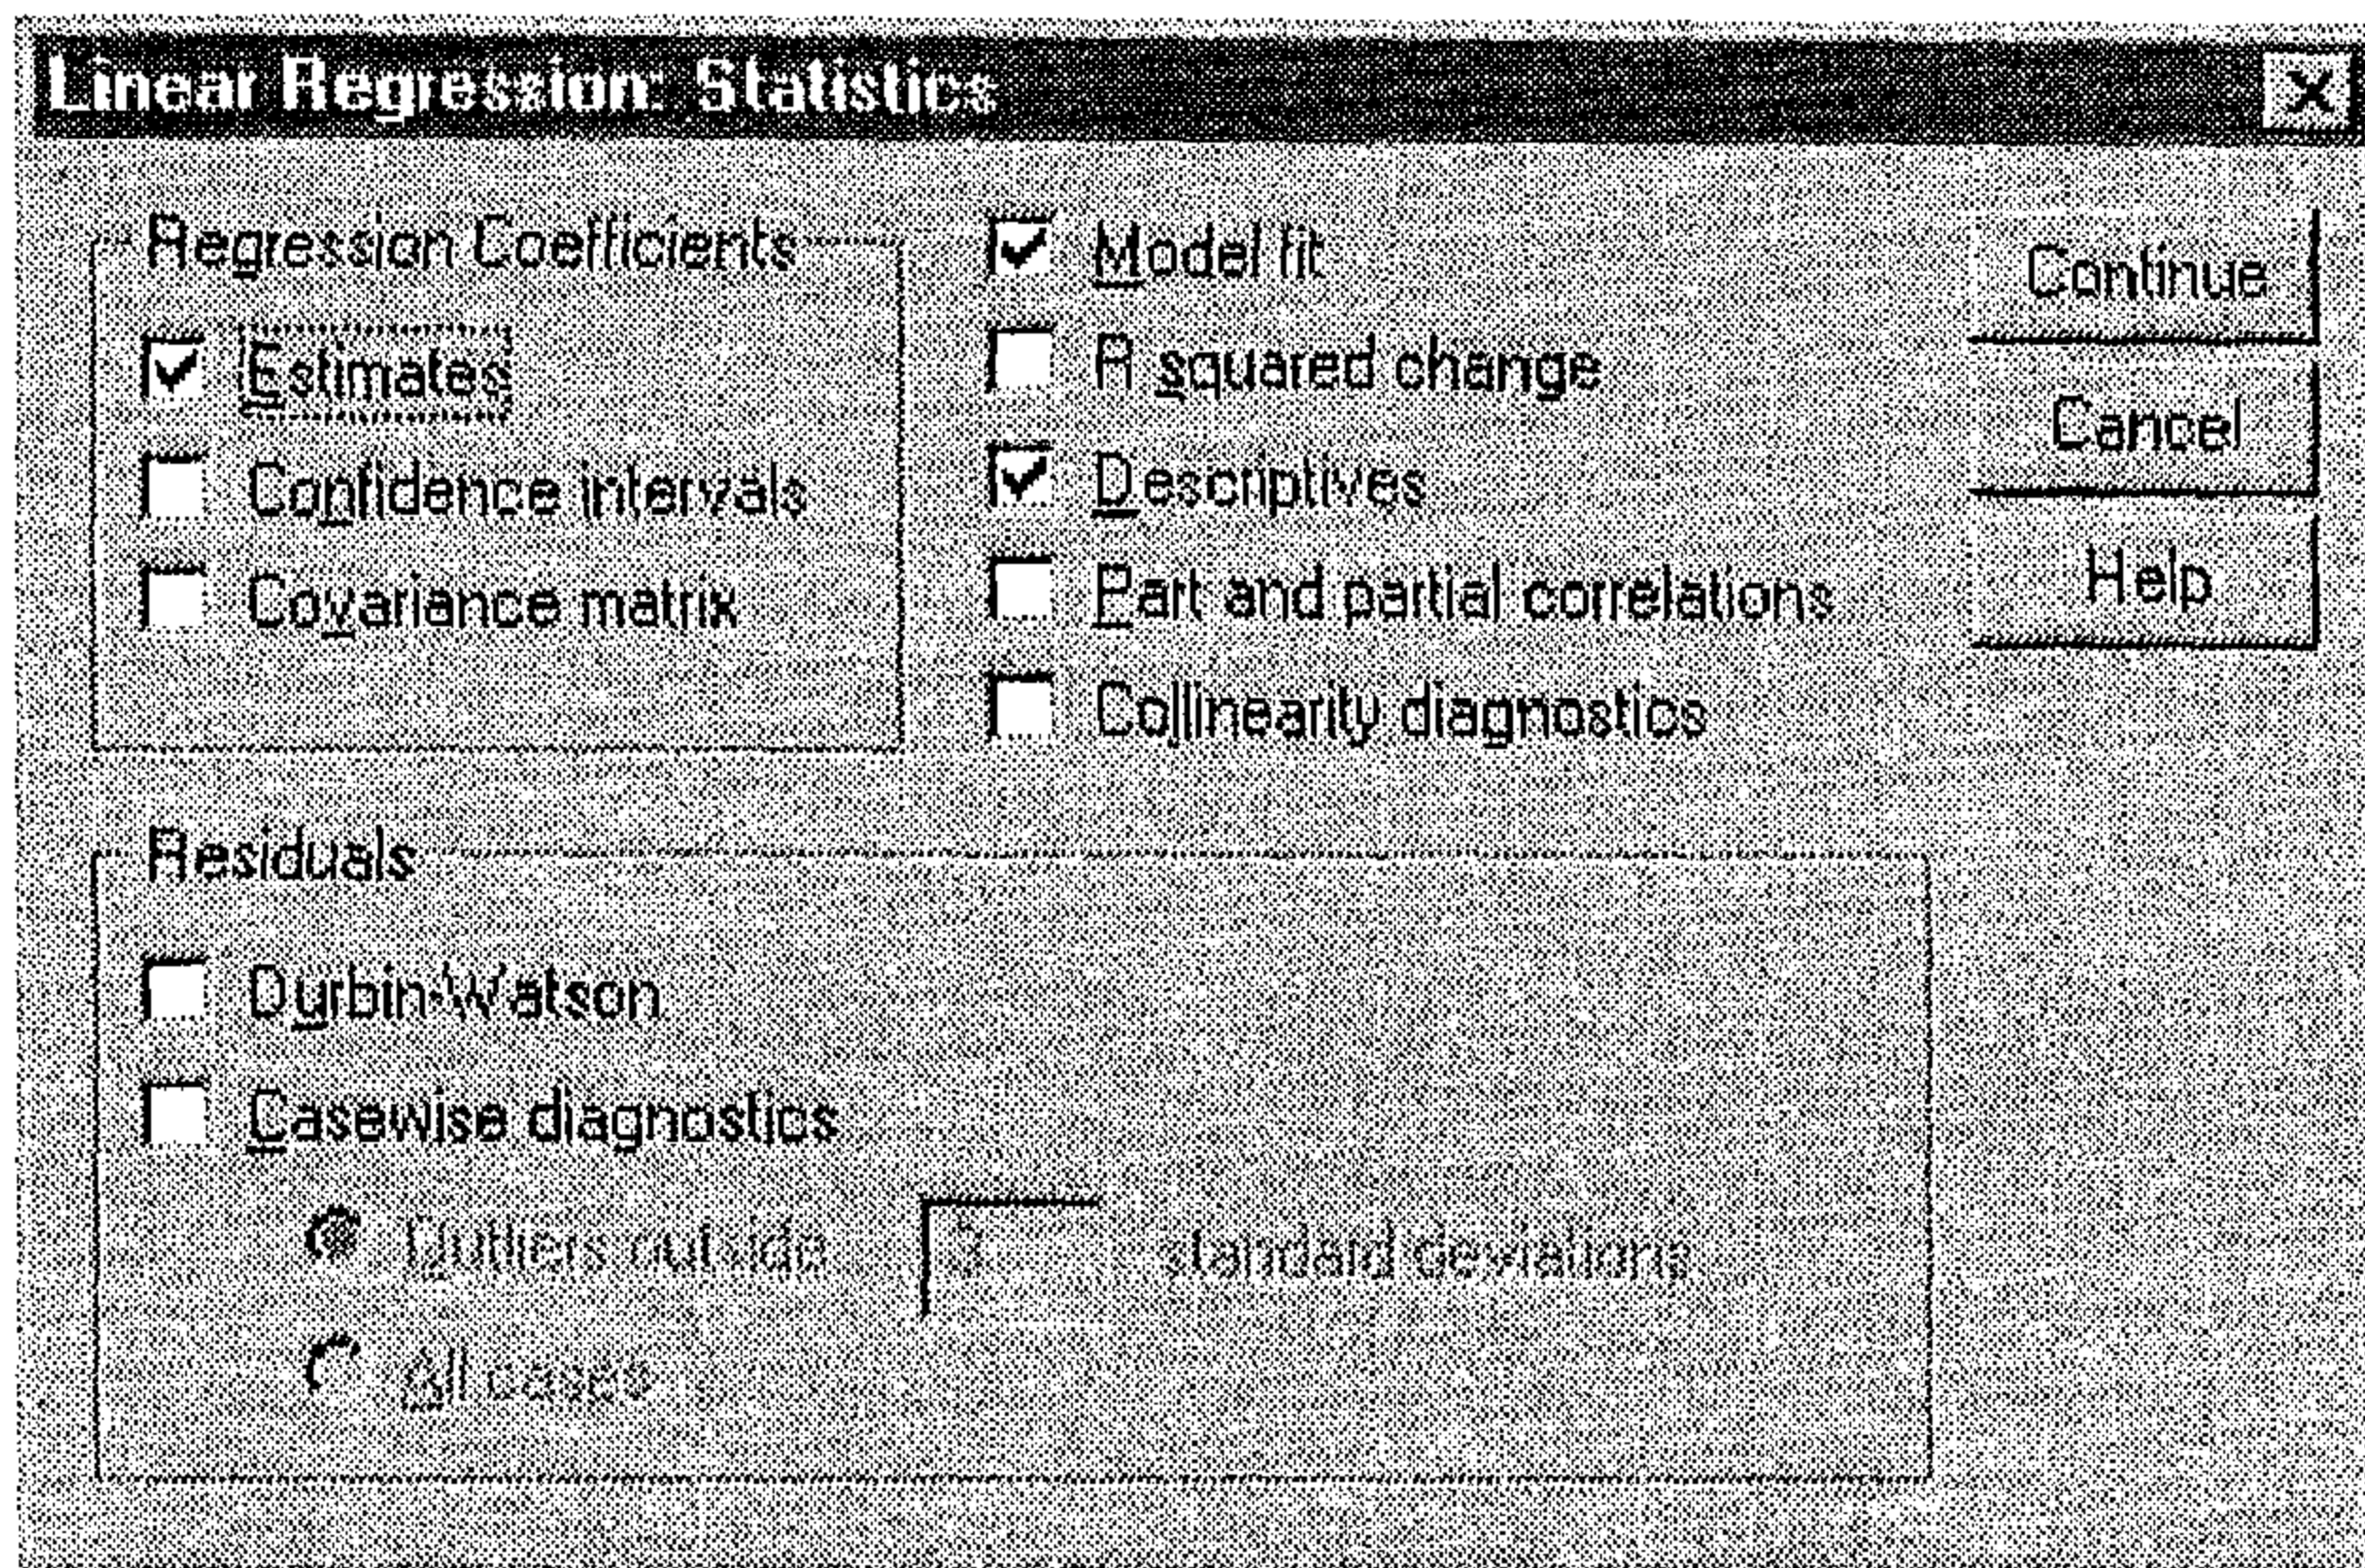 Linear Regression: Statistics
Regression Coefficients
Estimates
Confidence intervals
Covariance matrix
Model fit
R squared change
Descriptives
Part and partial correlations
Collinearity diagnostics
Continue
Cancel
Help
Residuals
Durbin-Watson
Casewise diagnostics
Outliers outside 3 standard deviations
All cases